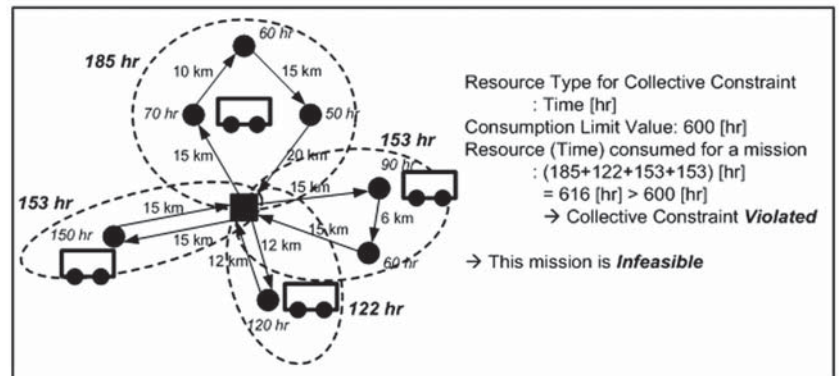 60 hr
185 hr
10 km
15 km
70 hr
50 hr
15 km
20 km
153 hr
90 hr
15 km
6 km
15 km
60 hr
153 hr
15 km
150 hr
15 km
12 km
12 km
120 hr
122 hr
Resource Type for Collective Constraint
: Time [hr]
Consumption Limit Value: 600 [hr]
Resource (Time) consumed for a mission
: (185+122+153+153) [hr]
= 616 [hr] > 600 [hr]
→ Collective Constraint Violated
→ This mission is Infeasible